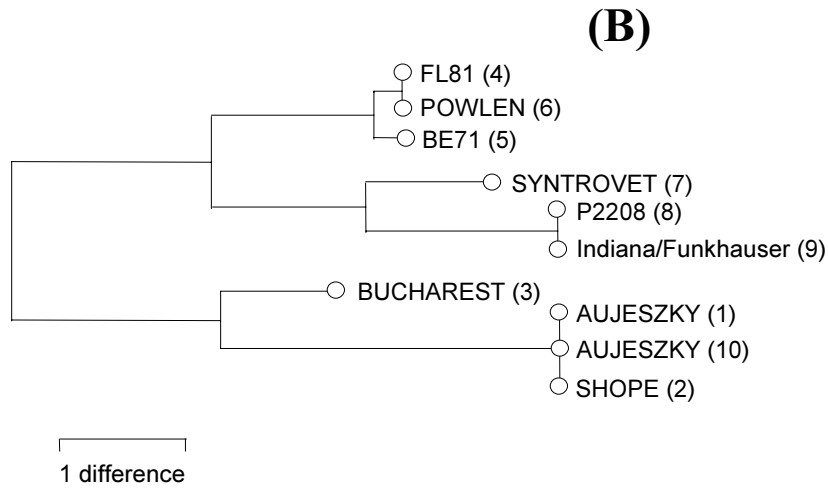 (B)
FL81 (4)
POWLEN (6)
BE71 (5)
SYNTROVET (7)
P2208 (8)
Indiana/Funkhauser (9)
BUCHAREST (3)
AUJESZKY (1)
AUJESZKY (10)
SHOPE (2)
1 difference